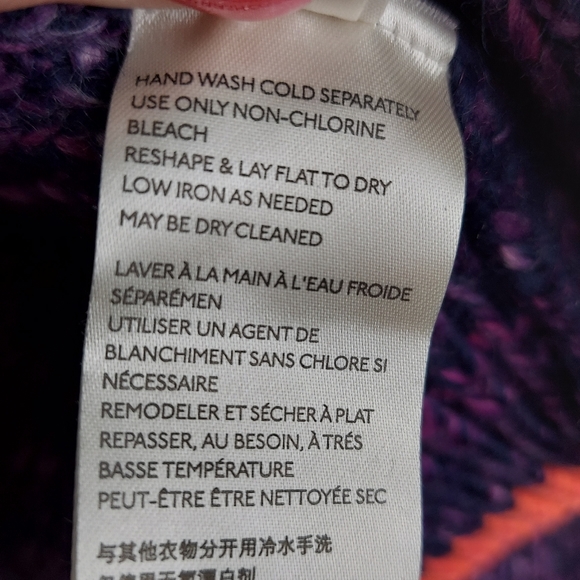 HAND WASH COLD SEPARATELY
USE ONLY NON-CHLORINE
BLEACH
RESHAPE & LAY FLAT TO DRY
LOW IRON AS NEEDED
MAY BE DRY CLEANED
LAVER À LA MAIN À L'EAU FROIDE
SÉPARÉMEN
UTILISER UN AGENT DE
BLANCHIMENT SANS CHLORE SI
NÉCESSAIRE
REMODELER ET SÉCHER À PLAT
REPASSER, AU BESOIN, À TRÉS
BASSE TEMPÉRATURE
PEUT-ÊTRE ÊTRE NETTOYÉE SEC
与其他衣物分开用冷水手洗